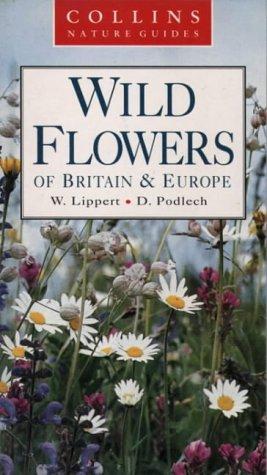 COLLINS
NATURE GUIDES
WILD
FLOWERS
OF BRITAIN & EUROPE
W. Lippert • D. Podlech